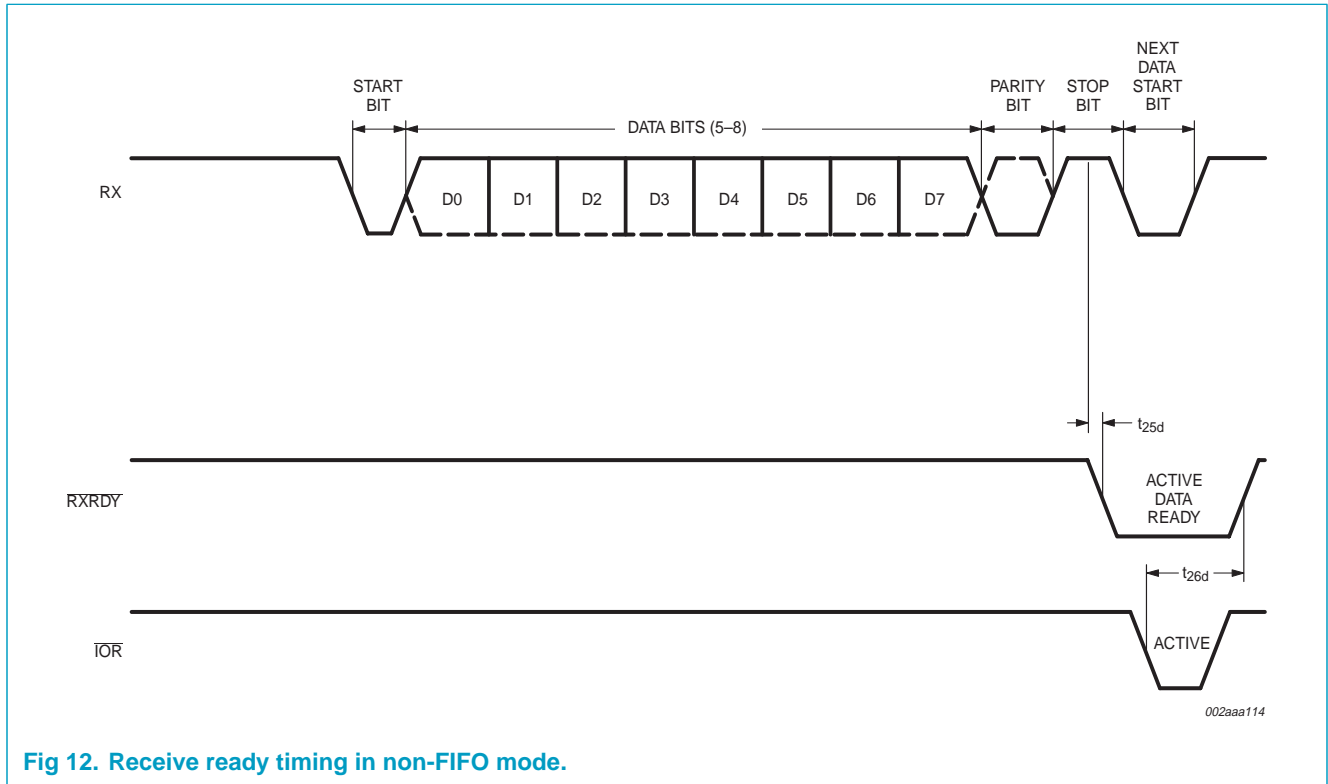 START
BIT
DATA BITS (5–8)
PARITY
BIT
STOP
BIT
NEXT
DATA
START
BIT
RX
D0
D1
D2
D3
D4
D5
D6
D7
t25d
RXRDY
ACTIVE
DATA
READY
t26d
IOR
ACTIVE
002aaa114
Fig 12. Receive ready timing in non-FIFO mode.